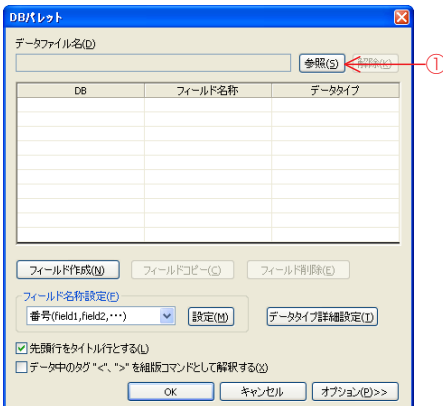 DBパレット
データファイル名(D)
参照(S) 解除(K) ①
DB フィールド名称 データタイプ
フィールド作成(N) フィールドコピー(C) フィールド削除(E)
フィールド名称設定(F)
番号(field1,field2,･･･) 設定(M) データタイプ詳細設定(T)
先頭行をタイトル行とする(L)
データ中のタグ "<"、">" を組版コマンドとして解釈する(X)
OK キャンセル オプション(P)>>